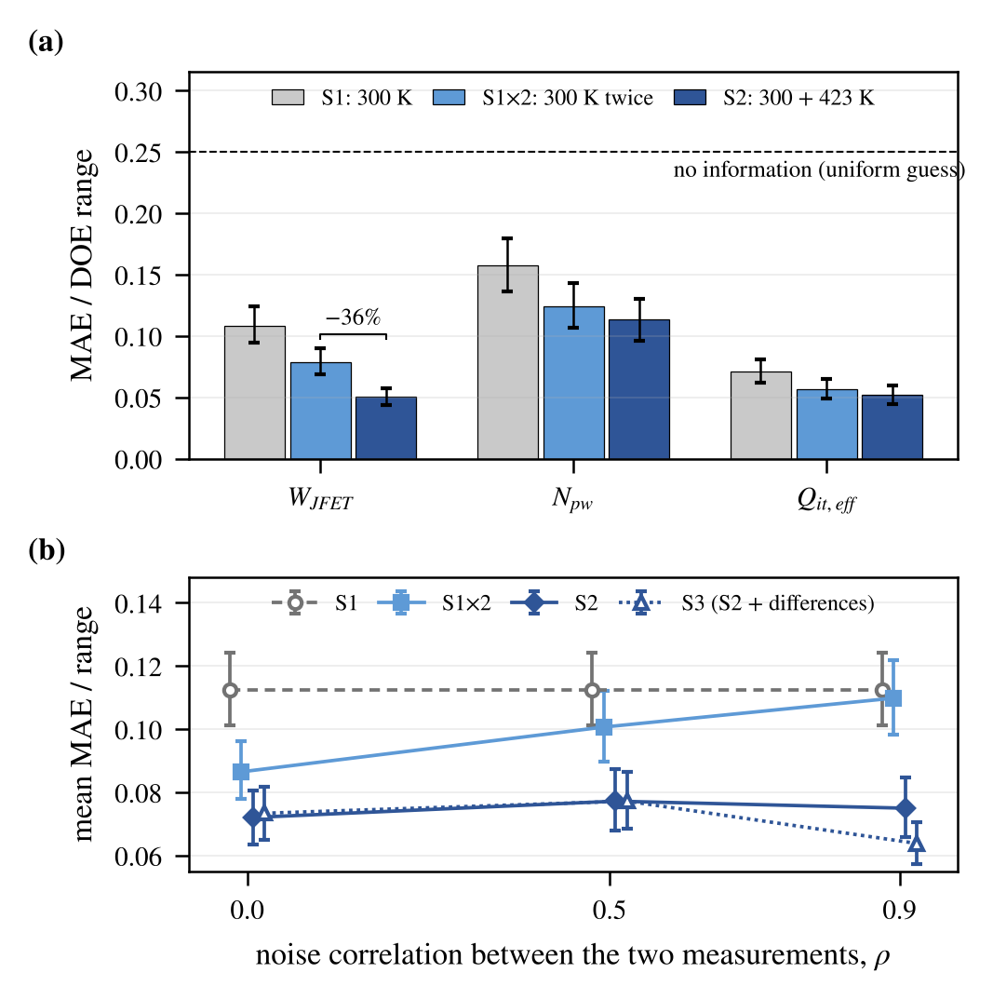 (a)
S1: 300 K S1×2: 300 K twice S2: 300 + 423 K
0.30
0.25
0.20
0.15
0.10
0.05
0.00
MAE / DOE range
no information (uniform guess)
−36%
W_JFET N_pw Q_it, eff
(b)
S1 S1×2 S2 S3 (S2 + differences)
0.14
0.12
0.10
0.08
0.06
mean MAE / range
0.0 0.5 0.9
noise correlation between the two measurements, ρ